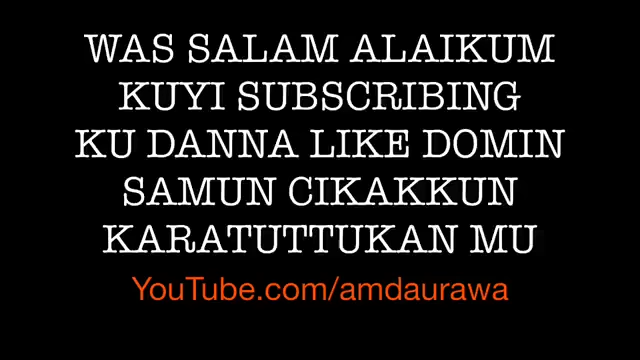 WAS SALAM ALAIKUM
KUYI SUBSCRIBING
KU DANNA LIKE DOMIN
SAMUN CIKAKKUN
KARATUTTUKAN MU
YouTube.com/amdaurawa